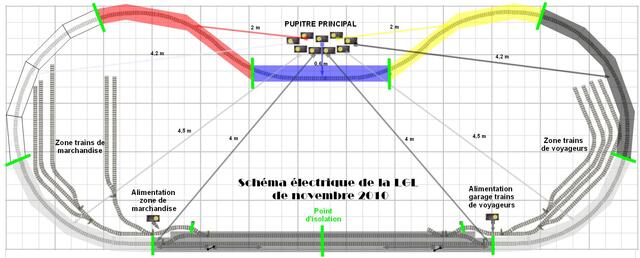 PUPITRE PRINCIPAL
2 m
2 m
4,2 m
0,6 m
4,2 m
4,5 m
4 m
4 m
4,5 m
Zone trains de
marchandise
Zone trains
de voyageurs
Schéma électrique de la LGL
de novembre 2010
Alimentation
zone de
marchandise
Point
d'isolation
Alimentation
garage trains
de voyageurs